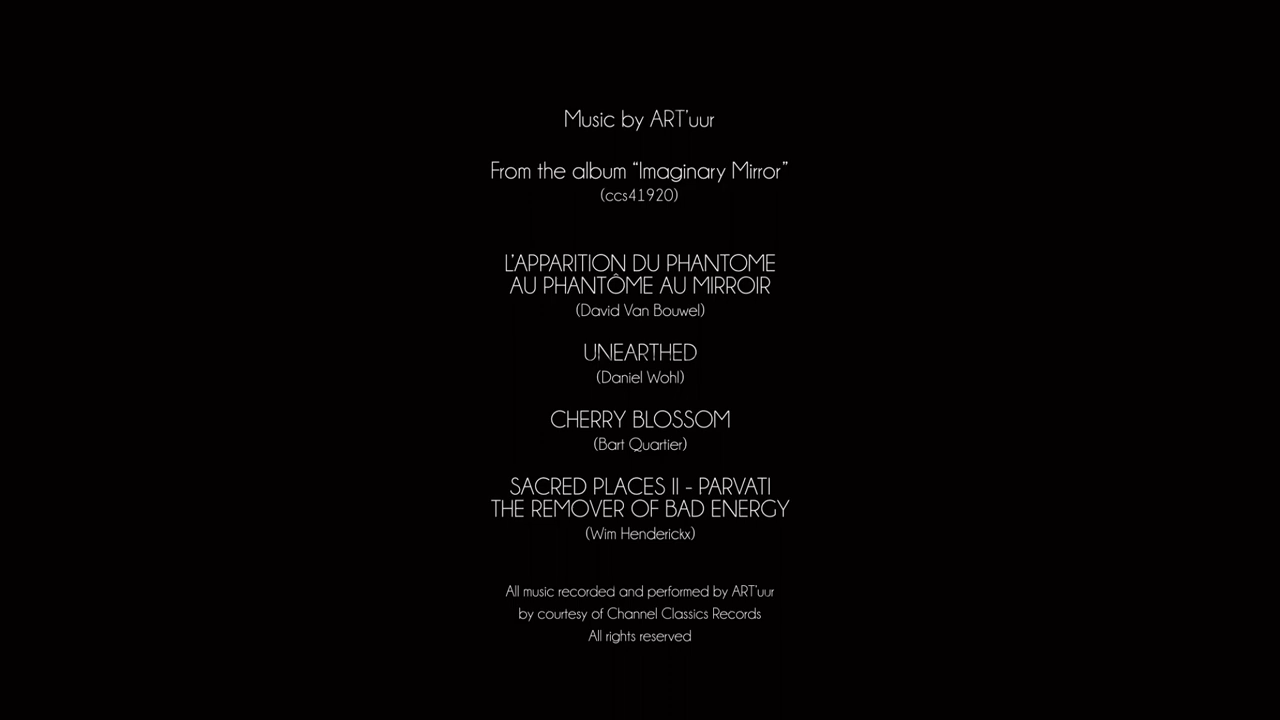 Music by ART'uur
From the album “Imaginary Mirror”
(ccs41920)
L'APPARITION DU PHANTOME
AU PHANTÔME AU MIRROIR
(David Van Bouwel)
UNEARTHED
(Daniel Wohl)
CHERRY BLOSSOM
(Bart Quartier)
SACRED PLACES II - PARVATI
THE REMOVER OF BAD ENERGY
(Wim Henderickx)
All music recorded and performed by ART'uur
by courtesy of Channel Classics Records
All rights reserved